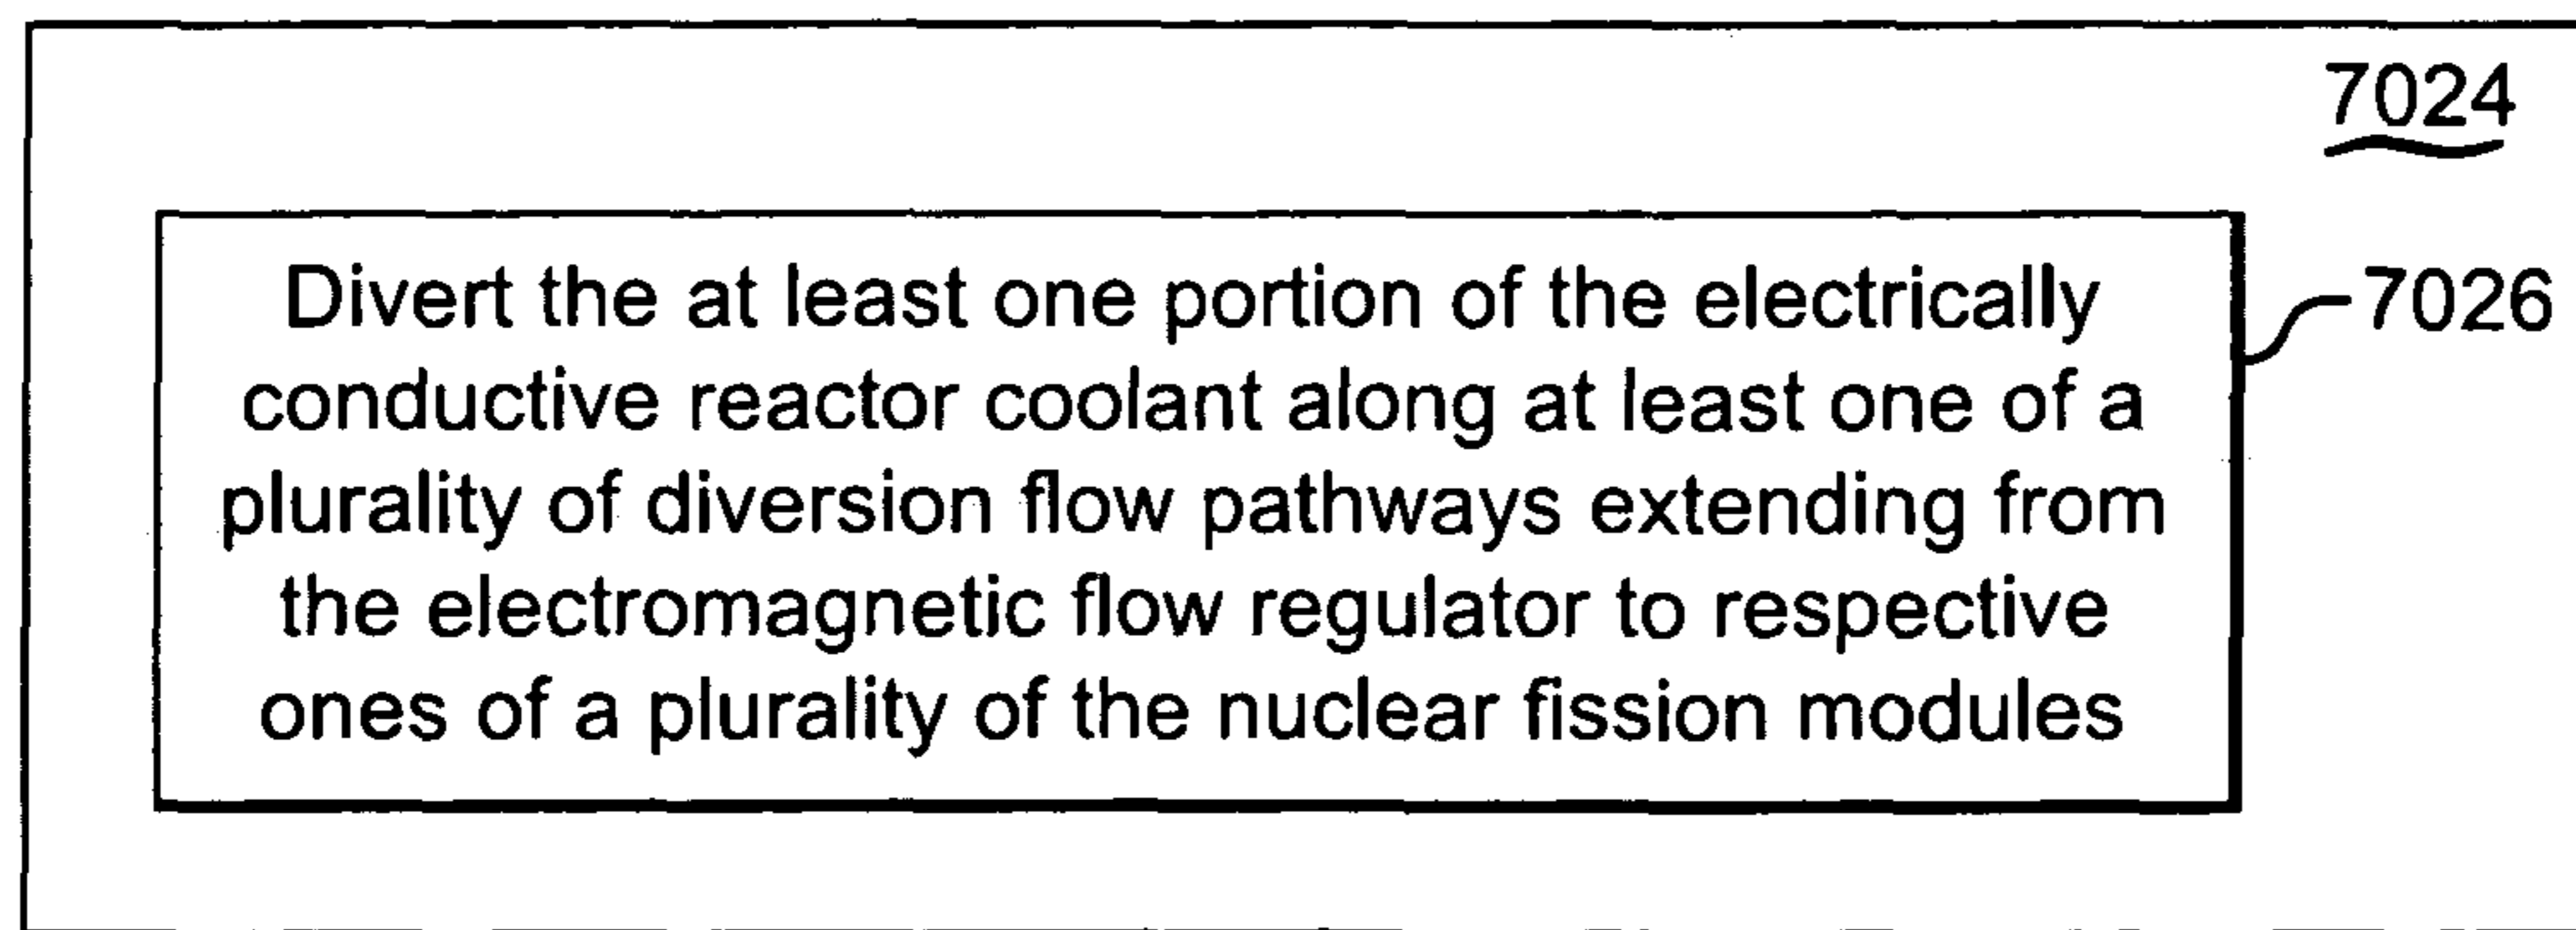 7024
Divert the at least one portion of the electrically
7026
conductive reactor coolant along at least one of a
plurality of diversion flow pathways extending from
the electromagnetic flow regulator to respective
ones of a plurality of the nuclear fission modules